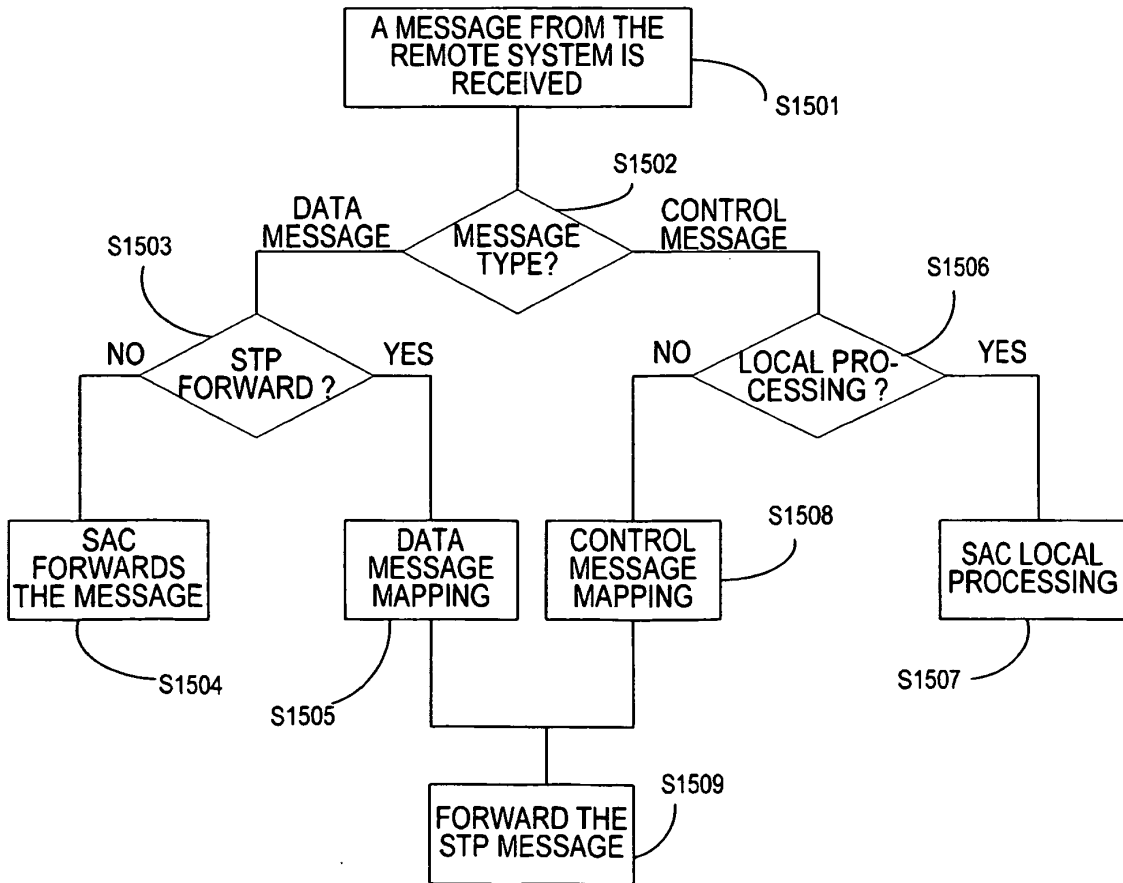 A MESSAGE FROM THE
REMOTE SYSTEM IS
RECEIVED
S1501
S1502
DATA
MESSAGE
MESSAGE
TYPE?
CONTROL
MESSAGE
S1503
S1506
NO
STP
FORWARD ?
YES
NO
LOCAL PRO-
CESSING ?
YES
SAC
FORWARDS
THE MESSAGE
DATA
MESSAGE
MAPPING
CONTROL
MESSAGE
MAPPING
S1508
SAC LOCAL
PROCESSING
S1504
S1505
S1507
FORWARD THE
STP MESSAGE
S1509